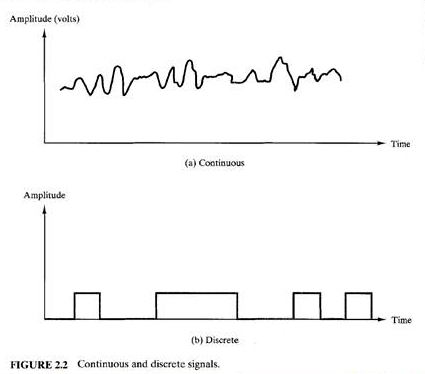 Amplitude (volts)
Time
(a) Continuous
Amplitude
Time
(b) Discrete
FIGURE 2.2 Continuous and discrete signals.